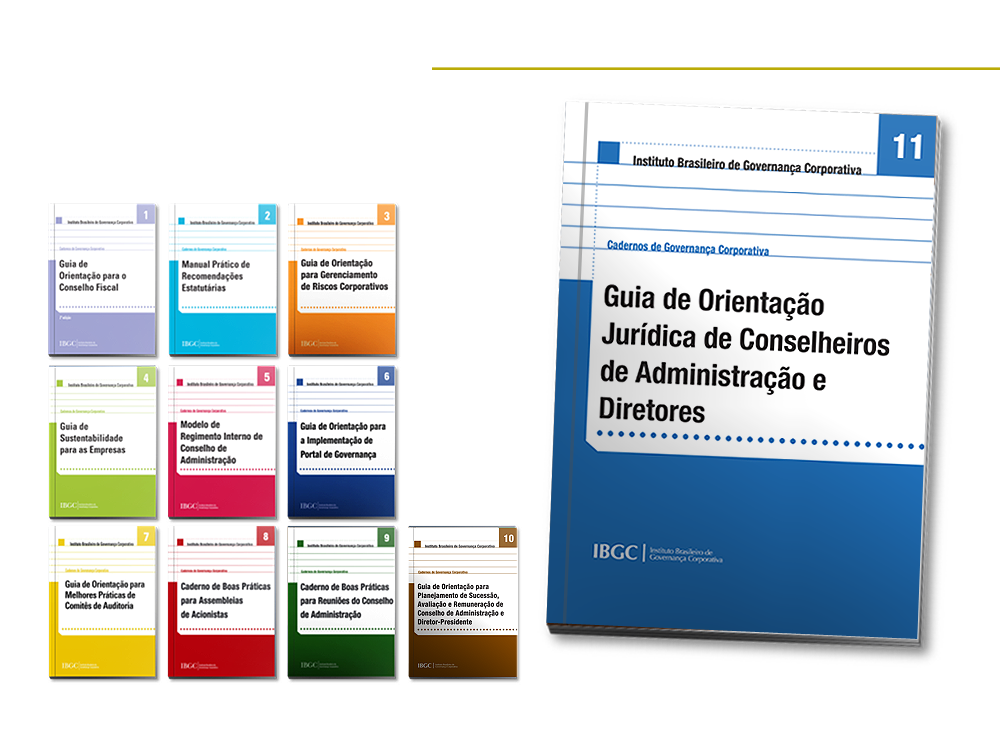 1
Instituto Brasileiro de Governança Corporativa
Cadernos de Governança Corporativa
Guia de
Orientação para o
Conselho Fiscal
2ª edição
IBGC
2
Instituto Brasileiro de Governança Corporativa
Cadernos de Governança Corporativa
Manual Prático de
Recomendações
Estatutárias
IBGC
3
Instituto Brasileiro de Governança Corporativa
Cadernos de Governança Corporativa
Guia de Orientação
para Gerenciamento
de Riscos Corporativos
IBGC
4
Instituto Brasileiro de Governança Corporativa
Cadernos de Governança Corporativa
Guia de
Sustentabilidade
para as Empresas
IBGC
5
Instituto Brasileiro de Governança Corporativa
Cadernos de Governança Corporativa
Modelo de
Regimento Interno de
Conselho de
Administração
IBGC
6
Instituto Brasileiro de Governança Corporativa
Cadernos de Governança Corporativa
Guia de Orientação para
a Implementação de
Portal de Governança
IBGC
7
Instituto Brasileiro de Governança Corporativa
Cadernos de Governança Corporativa
Guia de Orientação para
Melhores Práticas de
Comitês de Auditoria
IBGC
8
Instituto Brasileiro de Governança Corporativa
Cadernos de Governança Corporativa
Caderno de Boas Práticas
para Assembleias
de Acionistas
IBGC
9
Instituto Brasileiro de Governança Corporativa
Cadernos de Governança Corporativa
Caderno de Boas Práticas
para Reuniões do Conselho
de Administração
IBGC
10
Instituto Brasileiro de Governança Corporativa
Cadernos de Governança Corporativa
Guia de Orientação para
Planejamento de Sucessão,
Avaliação e Remuneração de
Conselho de Administração e
Diretor-Presidente
IBGC
11
Instituto Brasileiro de Governança Corporativa
Cadernos de Governança Corporativa
Guia de Orientação
Jurídica de Conselheiros
de Administração e
Diretores
IBGC
Instituto Brasileiro de
Governança Corporativa